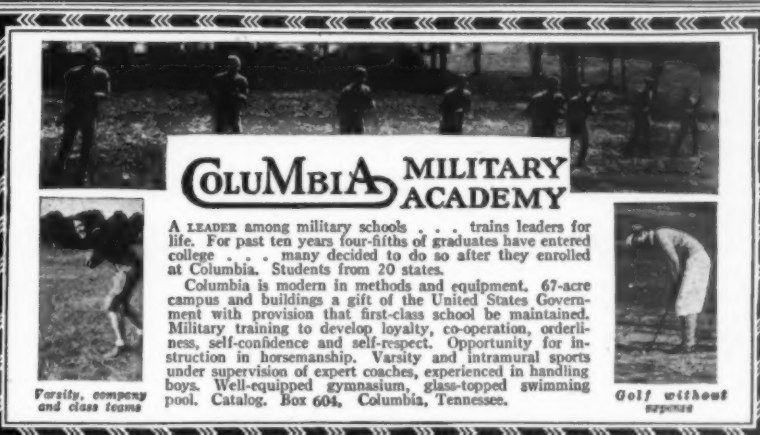 COLUMBIA MILITARY
ACADEMY
A LEADER among military schools . . . trains leaders for
life. For past ten years four-fifths of graduates have entered
college . . . many decided to do so after they enrolled
at Columbia. Students from 20 states.
Columbia is modern in methods and equipment. 67-acre
campus and buildings a gift of the United States Govern-
ment with provision that first-class school be maintained.
Military training to develop loyalty, co-operation, orderli-
ness, self-confidence and self-respect. Opportunity for in-
struction in horsemanship. Varsity and intramural sports
under supervision of expert coaches, experienced in handling
boys. Well-equipped gymnasium, glass-topped swimming
pool. Catalog. Box 604, Columbia, Tennessee.
Varsity, company
and class teams
Golf without
expense